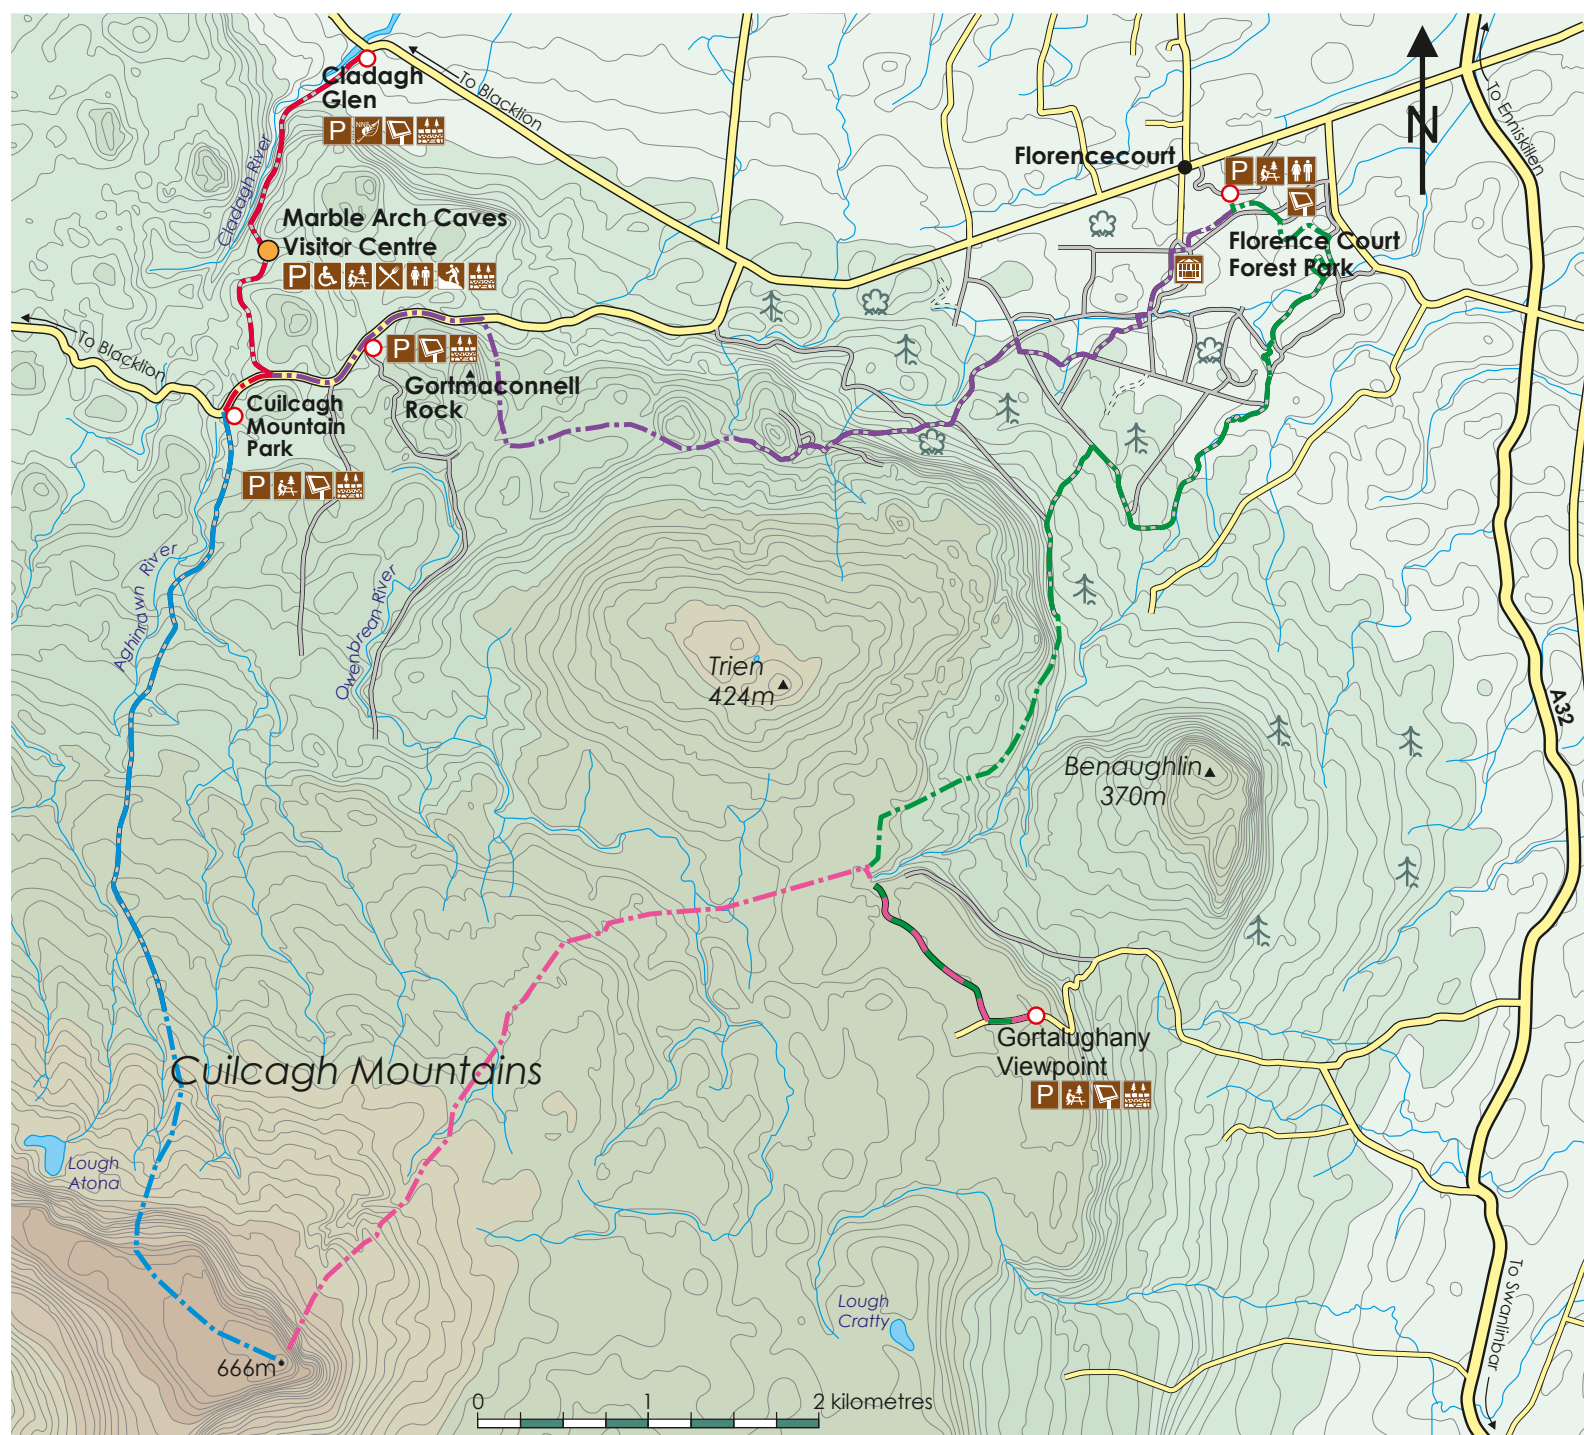 Cladagh
Glen
P
NNR
To Blacklion
Cladagh River
Florencecourt
P
N
To Enniskillen
Marble Arch Caves
Visitor Centre
P
Florence Court
Forest Park
To Blacklion
P
Gortmaconnell
Rock
Cuilcagh
Mountain
Park
P
Aghinrawn River
Owenbrean River
Trien
424m
Benaughlin
370m
A32
Cuilcagh Mountains
Gortalughany
Viewpoint
P
Lough
Atona
Lough
Cratty
To Swanlinbar
666m
0 1 2 kilometres